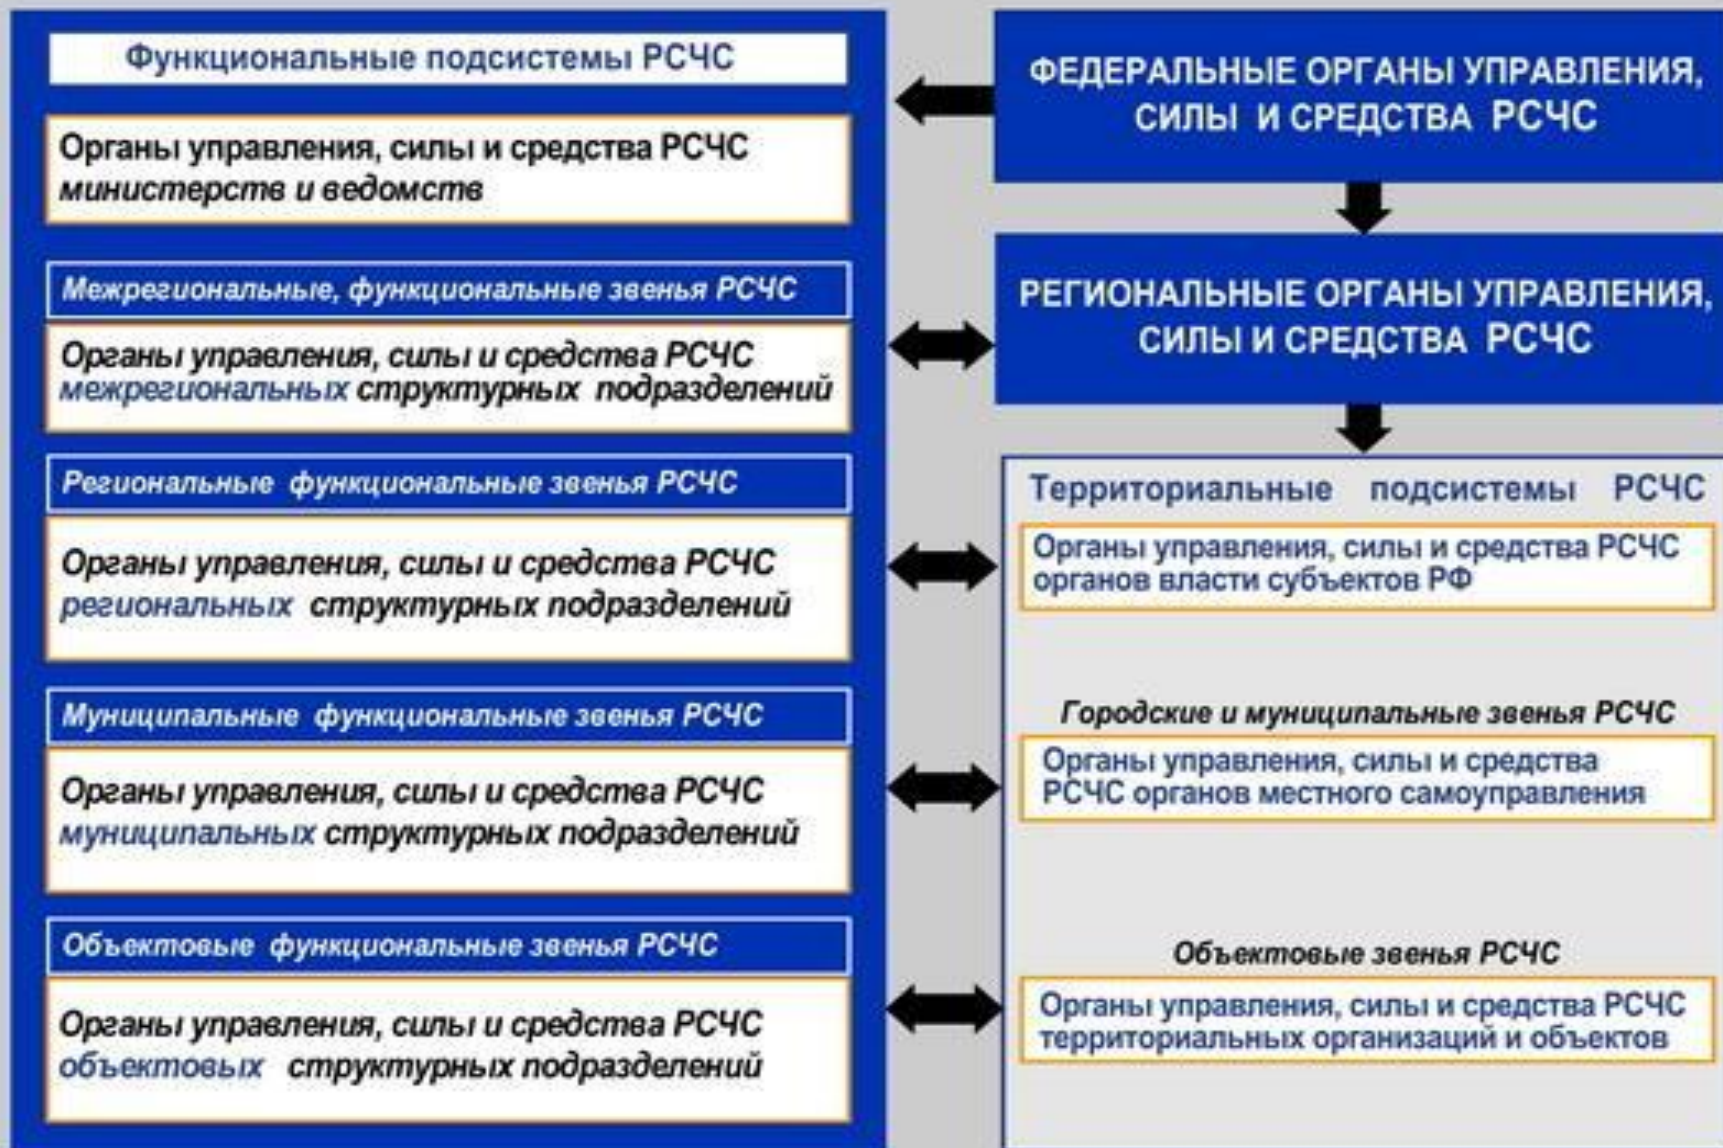 Функциональные подсистемы РСЧС
Органы управления, силы и средства РСЧС
министерств и ведомств
Межрегиональные, функциональные звенья РСЧС
Органы управления, силы и средства РСЧС
межрегиональных структурных подразделений
Региональные функциональные звенья РСЧС
Органы управления, силы и средства РСЧС
региональных структурных подразделений
Муниципальные функциональные звенья РСЧС
Органы управления, силы и средства РСЧС
муниципальных структурных подразделений
Объектовые функциональные звенья РСЧС
Органы управления, силы и средства РСЧС
объектовых структурных подразделений
ФЕДЕРАЛЬНЫЕ ОРГАНЫ УПРАВЛЕНИЯ,
СИЛЫ И СРЕДСТВА РСЧС
РЕГИОНАЛЬНЫЕ ОРГАНЫ УПРАВЛЕНИЯ,
СИЛЫ И СРЕДСТВА РСЧС
Территориальные подсистемы РСЧС
Органы управления, силы и средства РСЧС
органов власти субъектов РФ
Городские и муниципальные звенья РСЧС
Органы управления, силы и средства
РСЧС органов местного самоуправления
Объектовые звенья РСЧС
Органы управления, силы и средства РСЧС
территориальных организаций и объектов